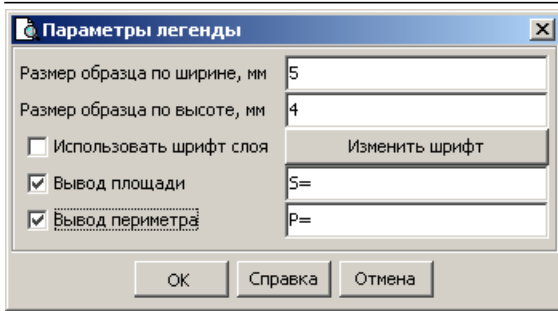 Параметры легенды
Размер образца по ширине, мм 5
Размер образца по высоте, мм 4
Использовать шрифт слоя Изменить шрифт
Вывод площади S=
Вывод периметра P=
ОК Справка Отмена